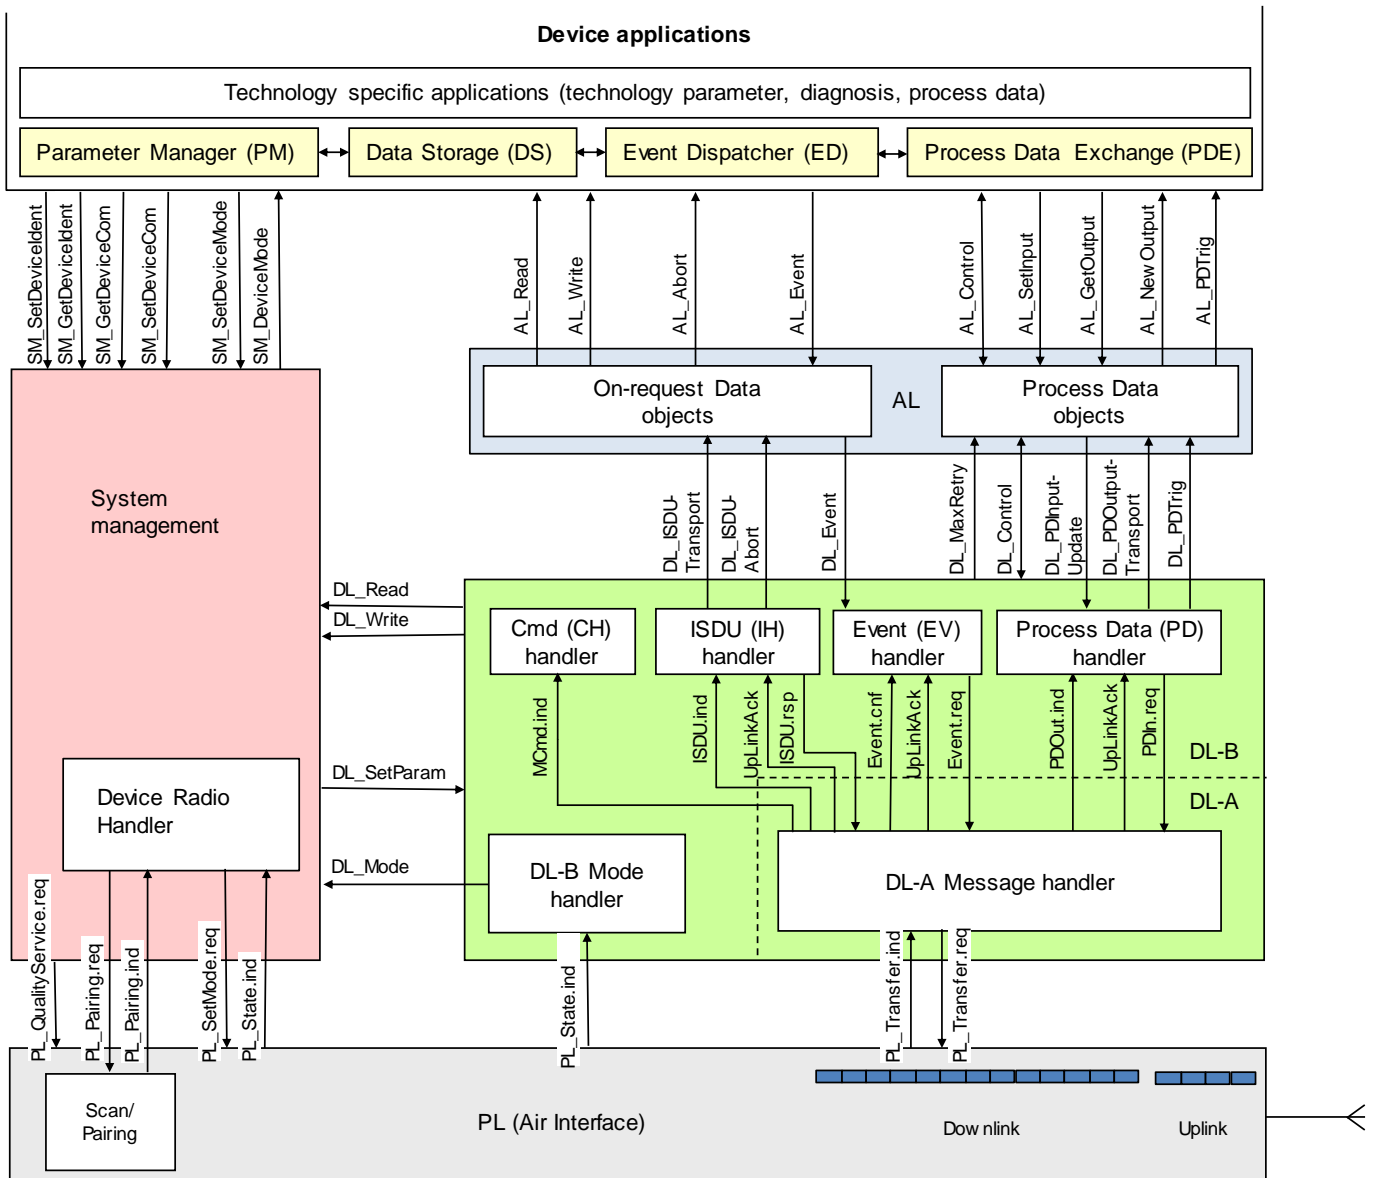 Device applications
Technology specific applications (technology parameter, diagnosis, process data)
Parameter Manager (PM)
Data Storage (DS)
Event Dispatcher (ED)
Process Data Exchange (PDE)
SM_SetDeviceIdent
SM_GetDeviceIdent
SM_GetDeviceCom
SM_SetDeviceCom
SM_SetDeviceMode
SM_DeviceMode
AL_Read
AL_Write
AL_Abort
AL_Event
AL_Control
AL_SetInput
AL_GetOutput
AL_NewOutput
AL_PDTrig
On-request Data
objects
AL
Process Data
objects
System
management
DL_ISDU-
Transport
DL_ISDU-
Abort
DL_Event
DL_MaxRetry
DL_Control
DL_PDInput-
Update
DL_PDOutput-
Transport
DL_PDTrig
DL_Read
DL_Write
Cmd (CH)
handler
ISDU (IH)
handler
Event (EV)
handler
Process Data (PD)
handler
MCmd.ind
ISDU.ind
UpLinkAck
ISDU.rsp
Event.cnf
UpLinkAck
Event.req
PDOut.ind
UpLinkAck
PDIn.req
DL-B
DL-A
DL_SetParam
Device Radio
Handler
DL_Mode
DL-B Mode
handler
DL-A Message handler
PL_QualityService.req
PL_Pairing.req
PL_Pairing.ind
PL_SetMode.req
PL_State.ind
PL_State.ind
PL_Transfer.ind
PL_Transfer.req
Scan/
Pairing
PL (Air Interface)
Downlink
Uplink